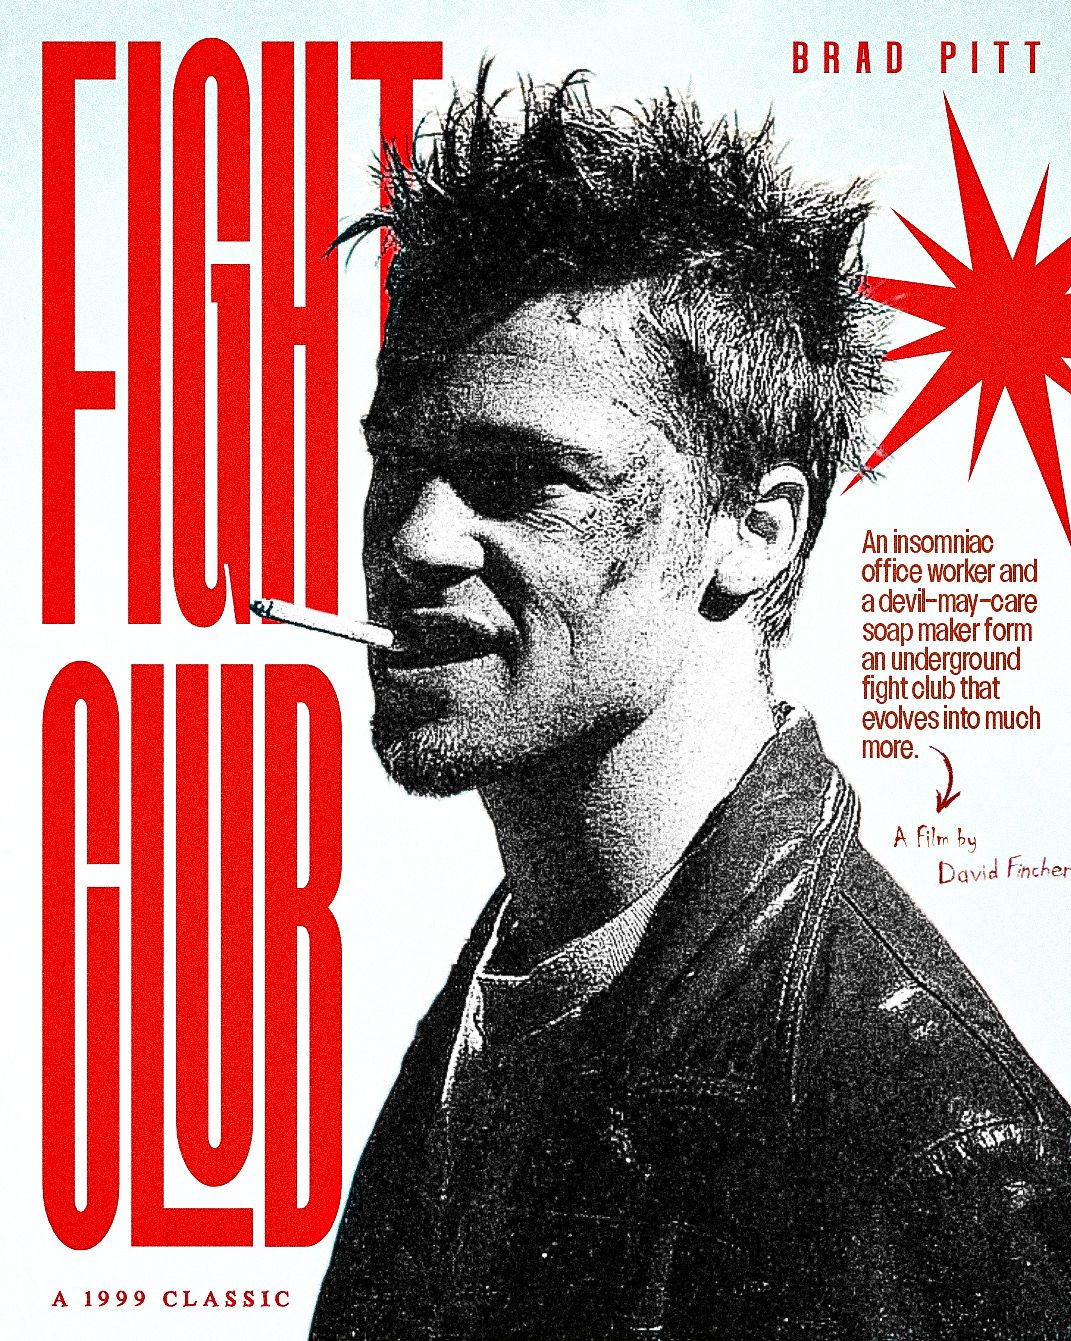 FIGHT
CLUB
BRAD PITT
An insomniac
office worker and
a devil-may-care
soap maker form
an underground
fight club that
evolves into much
more.
A film by
David Fincher
A 1999 CLASSIC